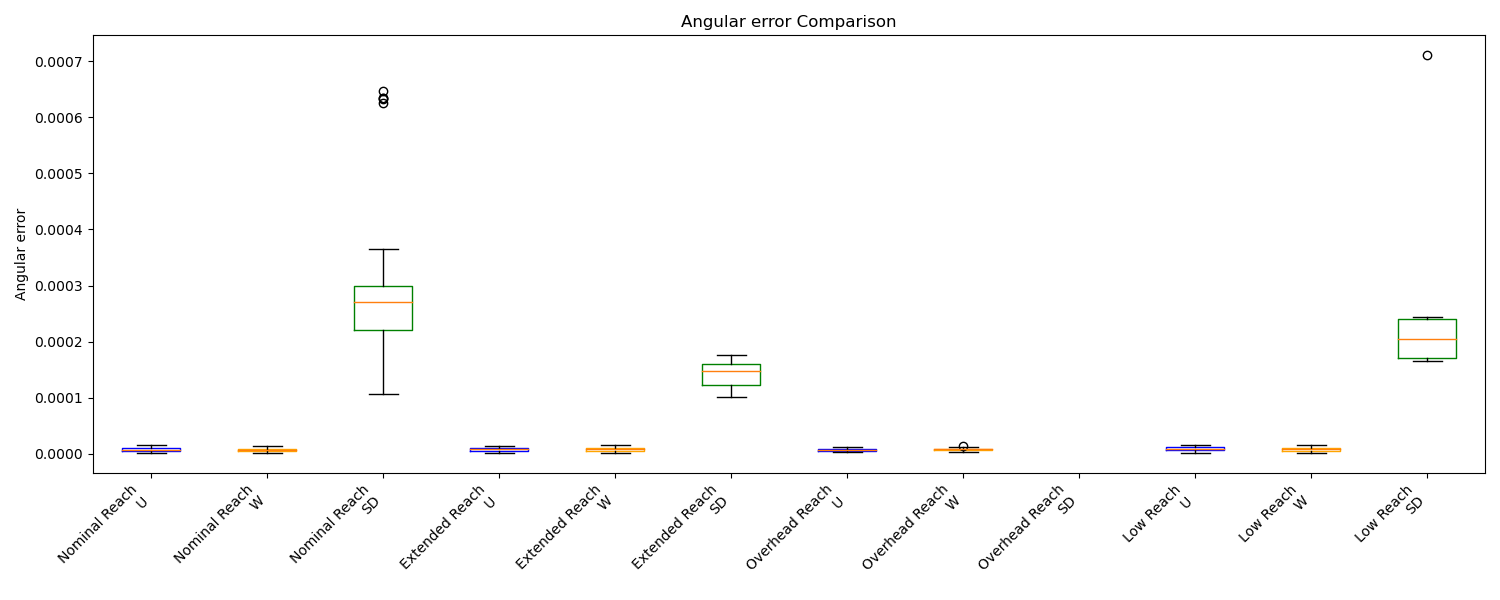 Angular error Comparison
Angular error
0.0007
0.0006
0.0005
0.0004
0.0003
0.0002
0.0001
0.0000
Nominal Reach
U
Nominal Reach
W
Nominal Reach
SD
Extended Reach
U
Extended Reach
W
Extended Reach
SD
Overhead Reach
U
Overhead Reach
W
Overhead Reach
SD
Low Reach
U
Low Reach
W
Low Reach
SD